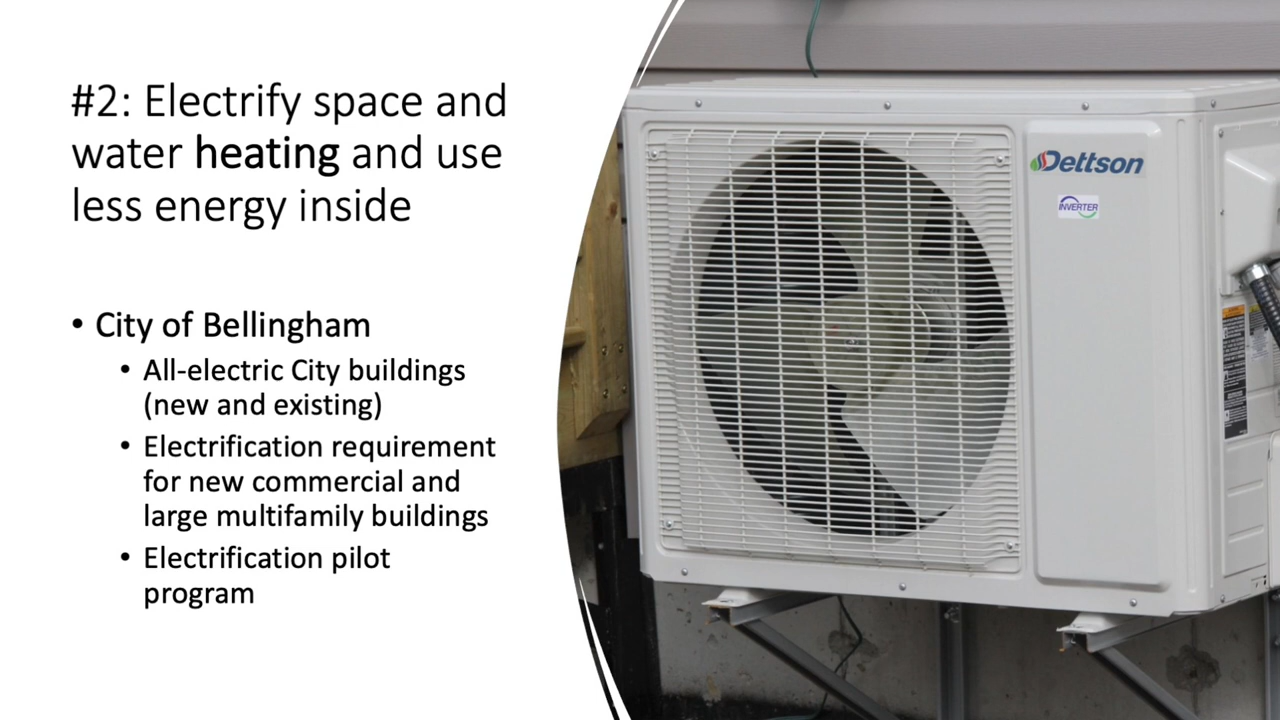 #2: Electrify space and
water heating and use
less energy inside
• City of Bellingham
• All-electric City buildings
(new and existing)
• Electrification requirement
for new commercial and
large multifamily buildings
• Electrification pilot
program
Dettson
INVERTER